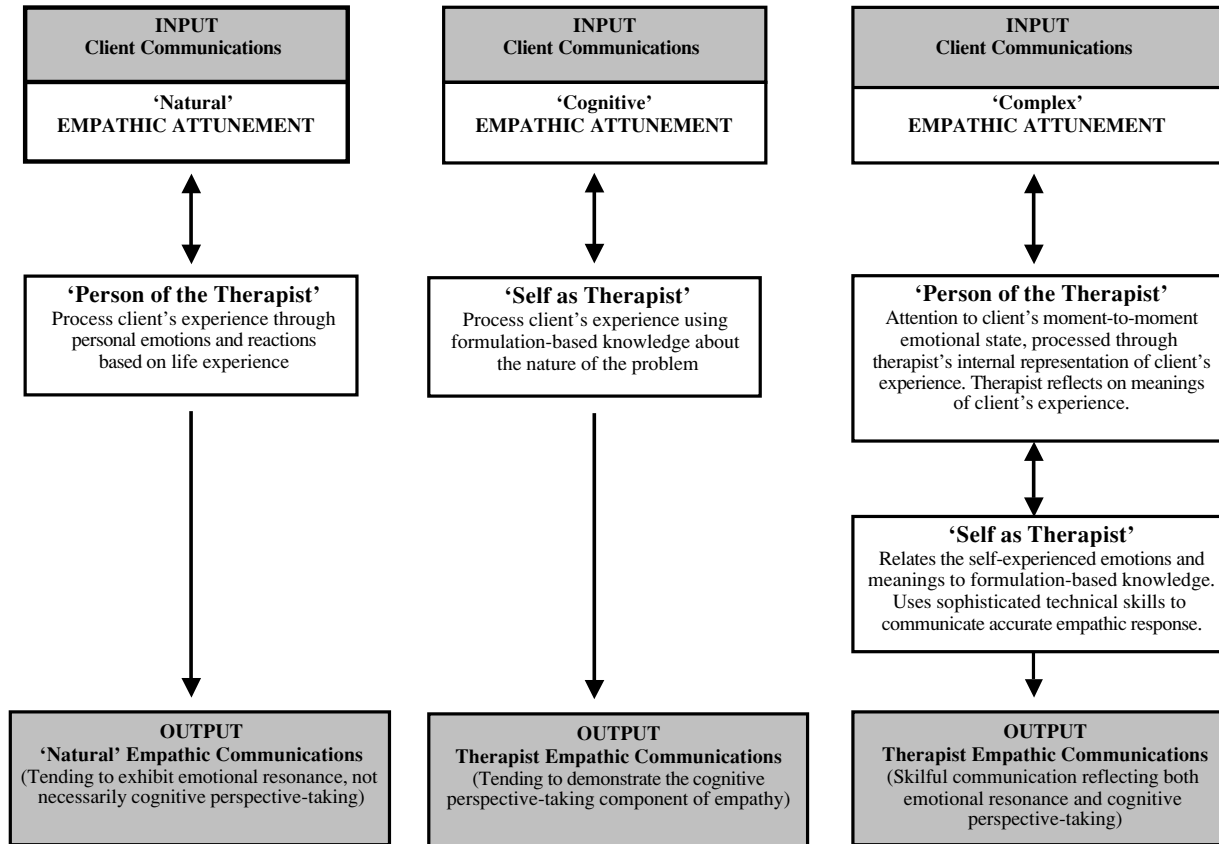 INPUT
Client Communications
‘Natural’
EMPATHIC ATTUNEMENT
‘Person of the Therapist’
Process client’s experience through
personal emotions and reactions
based on life experience
OUTPUT
‘Natural’ Empathic Communications
(Tending to exhibit emotional resonance, not
necessarily cognitive perspective-taking)
INPUT
Client Communications
‘Cognitive’
EMPATHIC ATTUNEMENT
‘Self as Therapist’
Process client’s experience using
formulation-based knowledge about
the nature of the problem
OUTPUT
Therapist Empathic Communications
(Tending to demonstrate the cognitive
perspective-taking component of empathy)
INPUT
Client Communications
‘Complex’
EMPATHIC ATTUNEMENT
‘Person of the Therapist’
Attention to client’s moment-to-moment
emotional state, processed through
therapist’s internal representation of client’s
experience. Therapist reflects on meanings
of client’s experience.
‘Self as Therapist’
Relates the self-experienced emotions and
meanings to formulation-based knowledge.
Uses sophisticated technical skills to
communicate accurate empathic response.
OUTPUT
Therapist Empathic Communications
(Skilful communication reflecting both
emotional resonance and cognitive
perspective-taking)